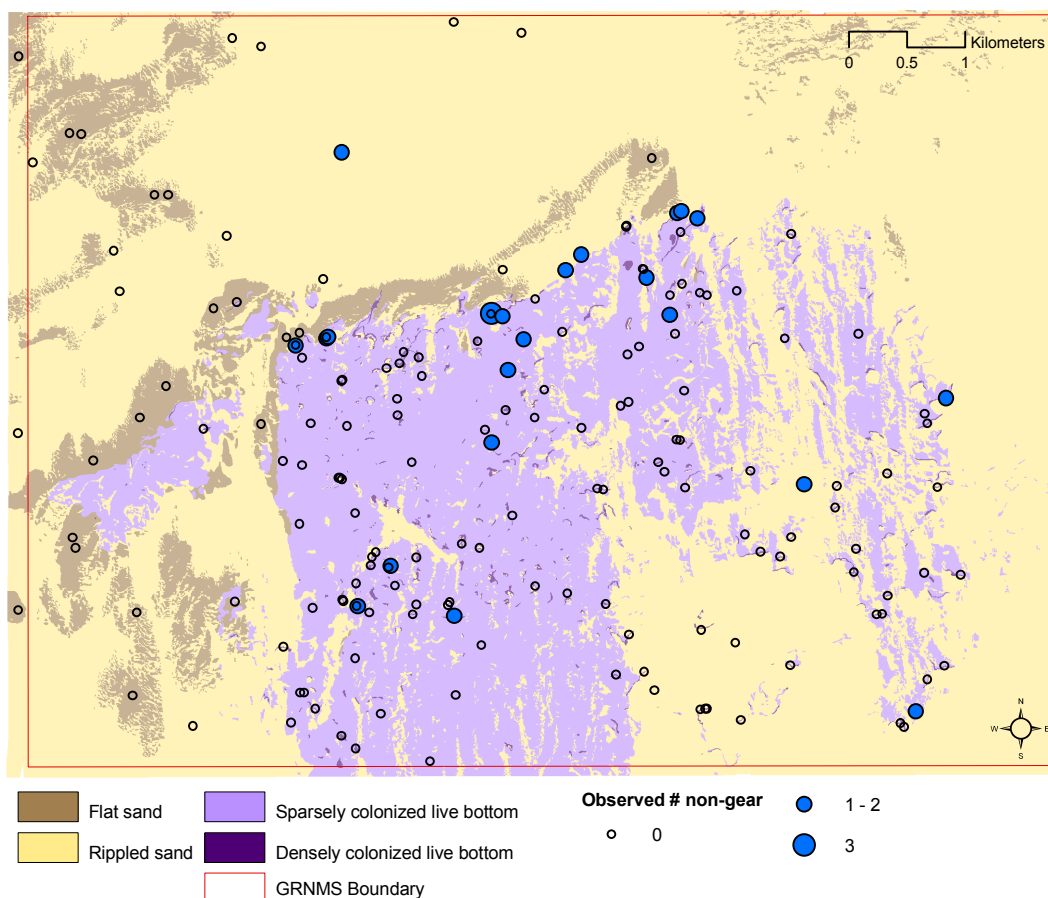 Kilometers
0 0.5 1
N
W E
S
Flat sand
Rippled sand
Sparsely colonized live bottom
Densely colonized live bottom
GRNMS Boundary
Observed # non-gear
0
1 - 2
3